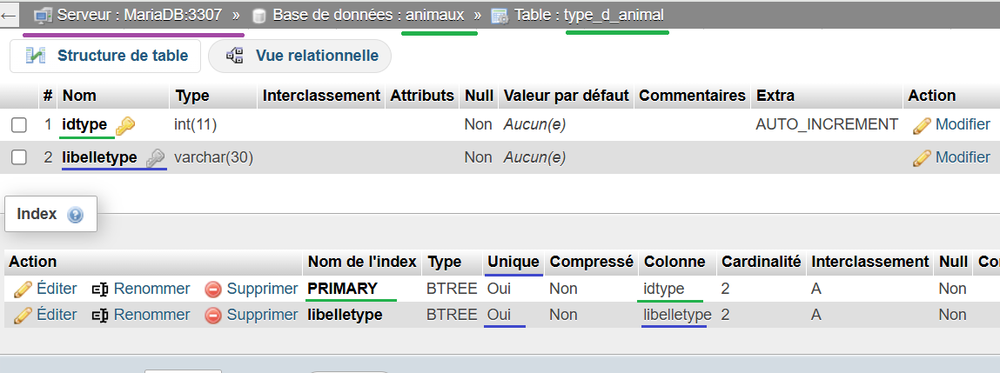 ← Serveur : MariaDB:3307 » Base de données : animaux » Table : type_d_animal
Structure de table Vue relationnelle
# Nom Type Interclassement Attributs Null Valeur par défaut Commentaires Extra Action
1 idtype int(11) Non Aucun(e) AUTO_INCREMENT Modifier
2 libelletype varchar(30) Non Aucun(e) Modifier
Index
Action Nom de l'index Type Unique Compressé Colonne Cardinalité Interclassement Null
Éditer Renommer Supprimer PRIMARY BTREE Oui Non idtype 2 A Non
Éditer Renommer Supprimer libelletype BTREE Oui Non libelletype 2 A Non